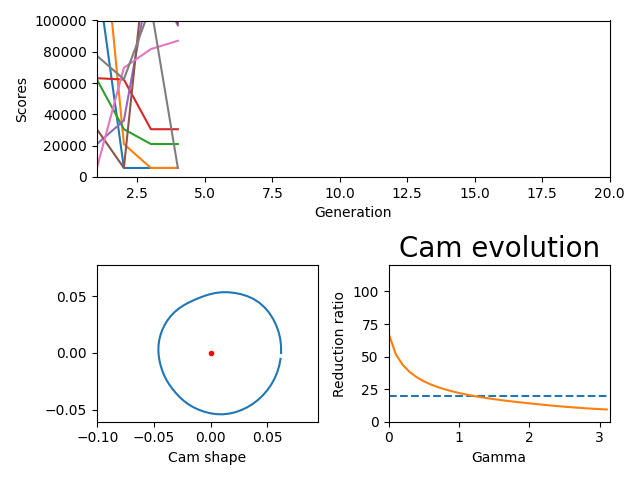 100000
80000
60000
40000
20000
0
Scores
2.5 5.0 7.5 10.0 12.5 15.0 17.5 20.0
Generation
Cam evolution
0.05
0.00
−0.05
−0.10 −0.05 0.00 0.05
Cam shape
100
75
50
25
0
Reduction ratio
0 1 2 3
Gamma